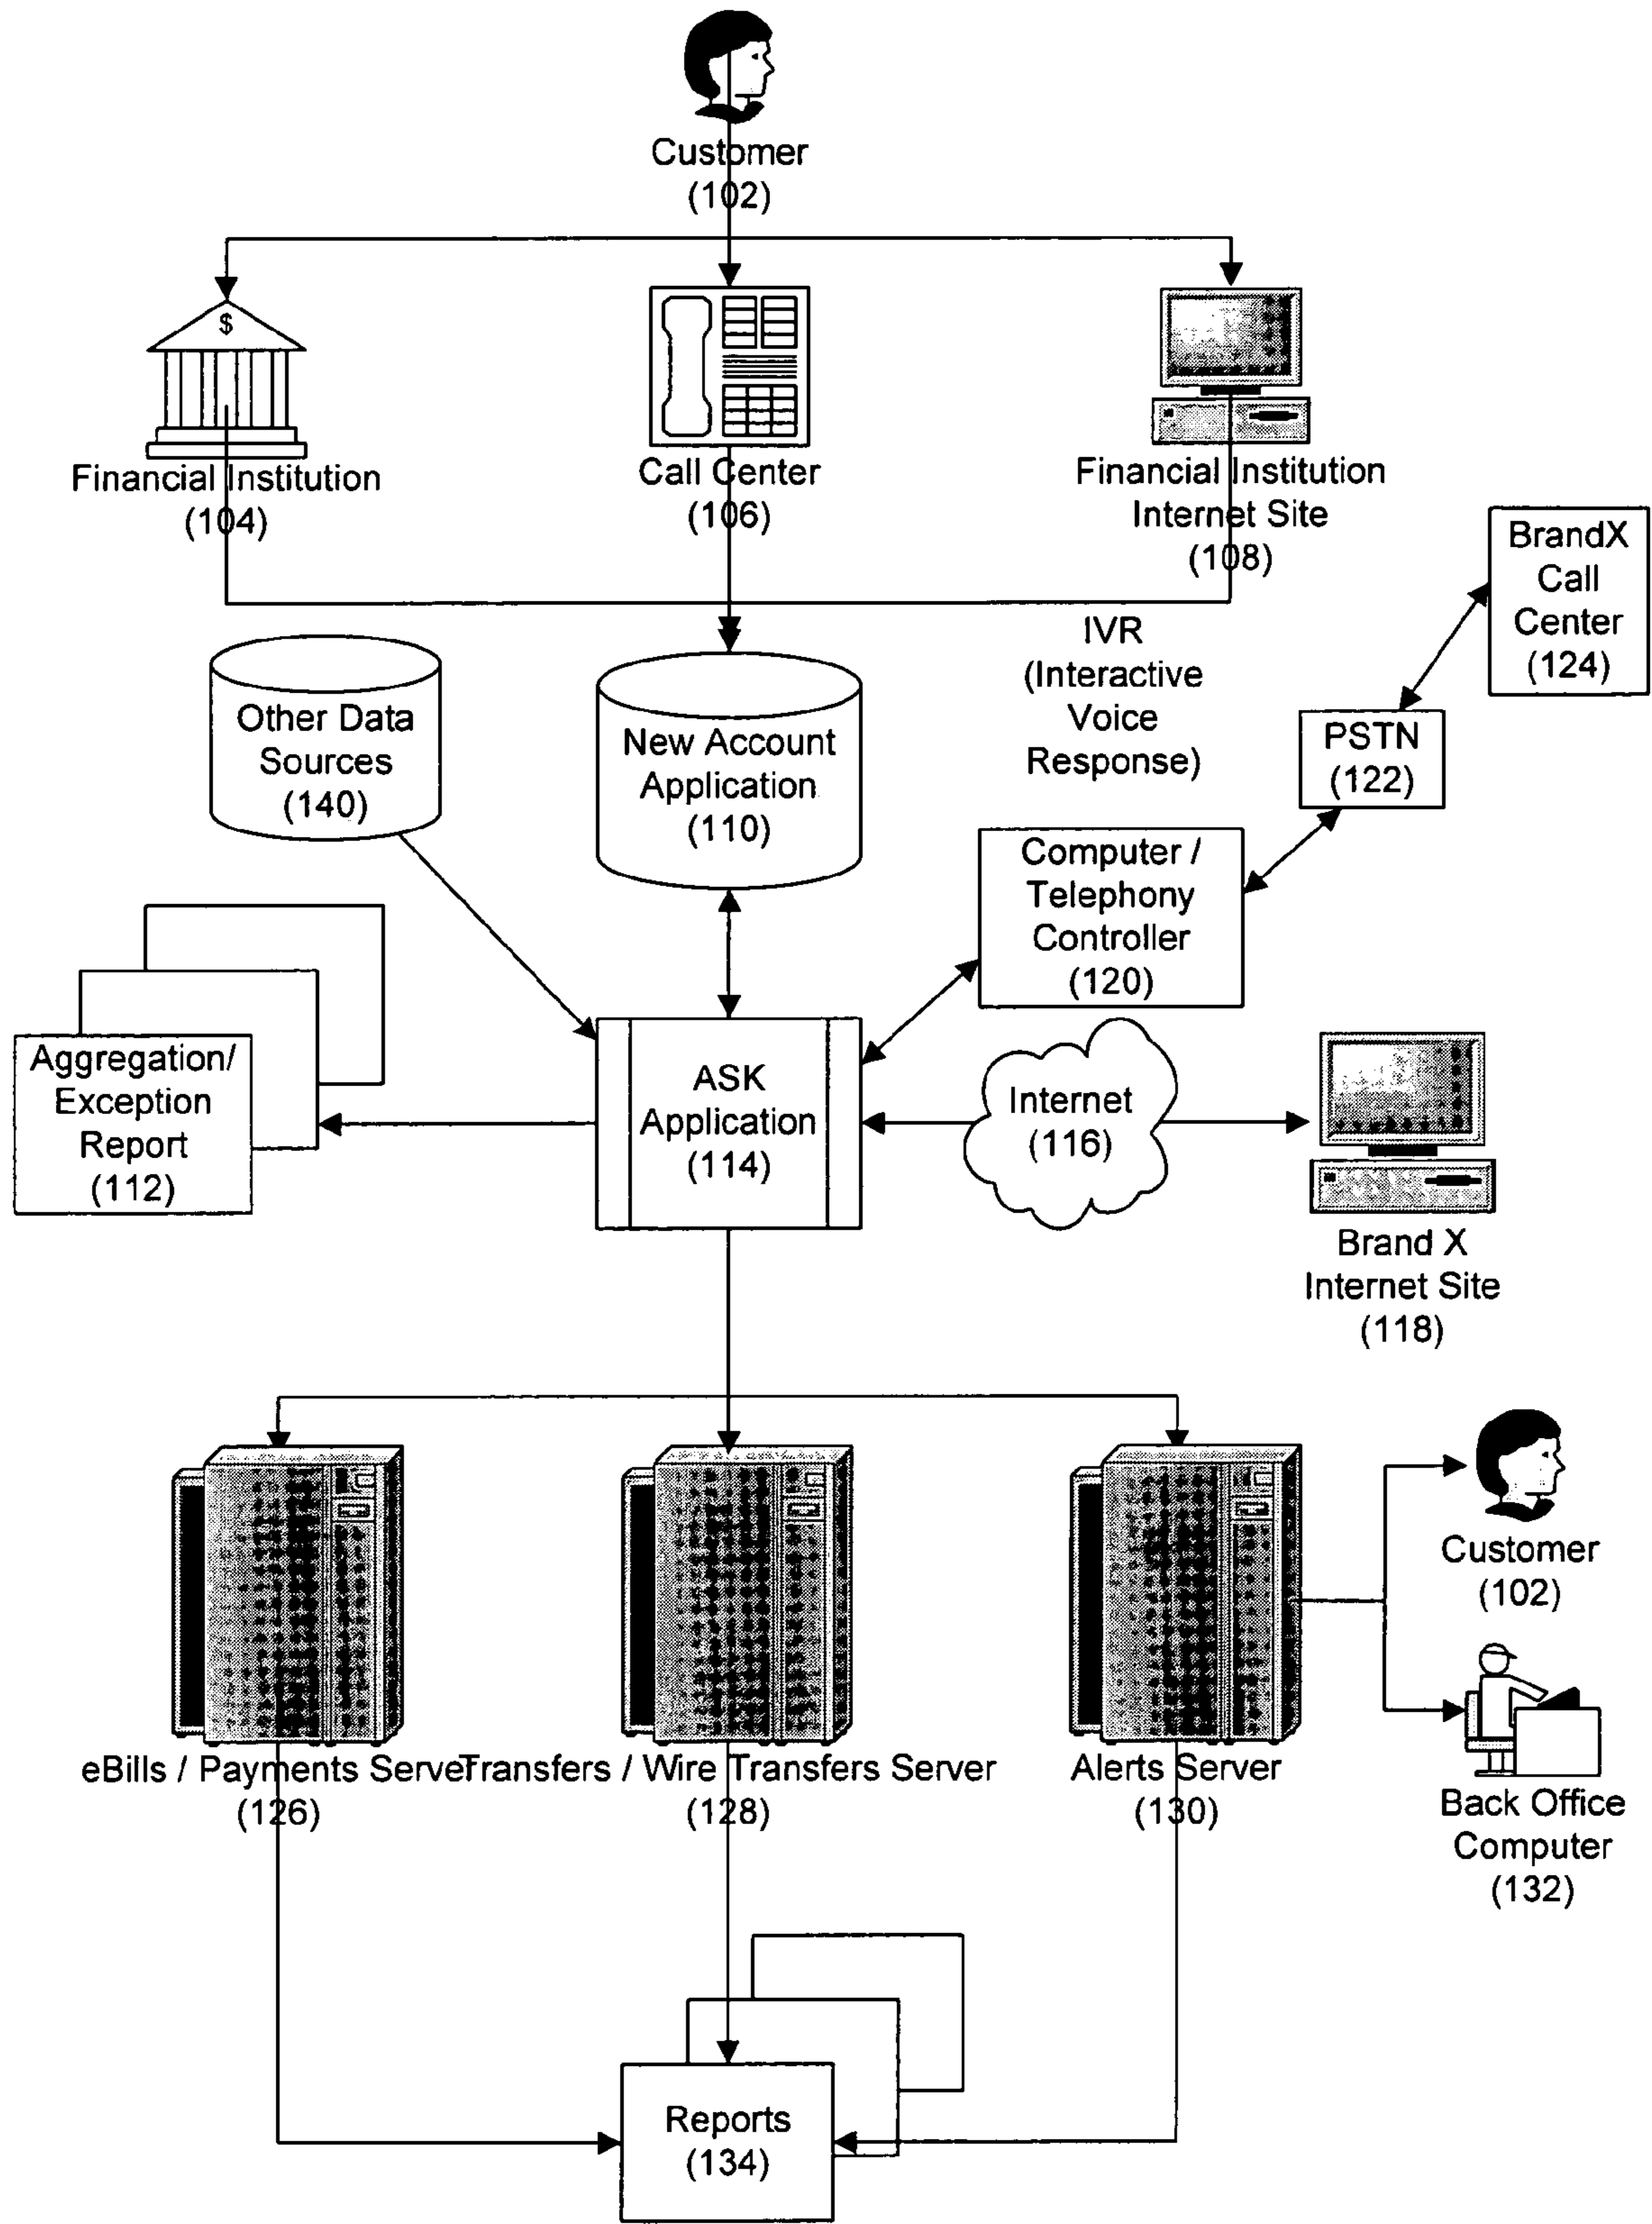 Customer
(102)
$
Financial Institution
(104)
Call Center
(106)
Financial Institution
Internet Site
(108)
BrandX
Call
Center
(124)
IVR
(Interactive
Voice
Response)
PSTN
(122)
Other Data
Sources
(140)
New Account
Application
(110)
Computer /
Telephony
Controller
(120)
Aggregation/
Exception
Report
(112)
ASK
Application
(114)
Internet
(116)
Brand X
Internet Site
(118)
Customer
(102)
eBills / Payments Server
(126)
Transfers / Wire Transfers Server
(128)
Alerts Server
(130)
Back Office
Computer
(132)
Reports
(134)